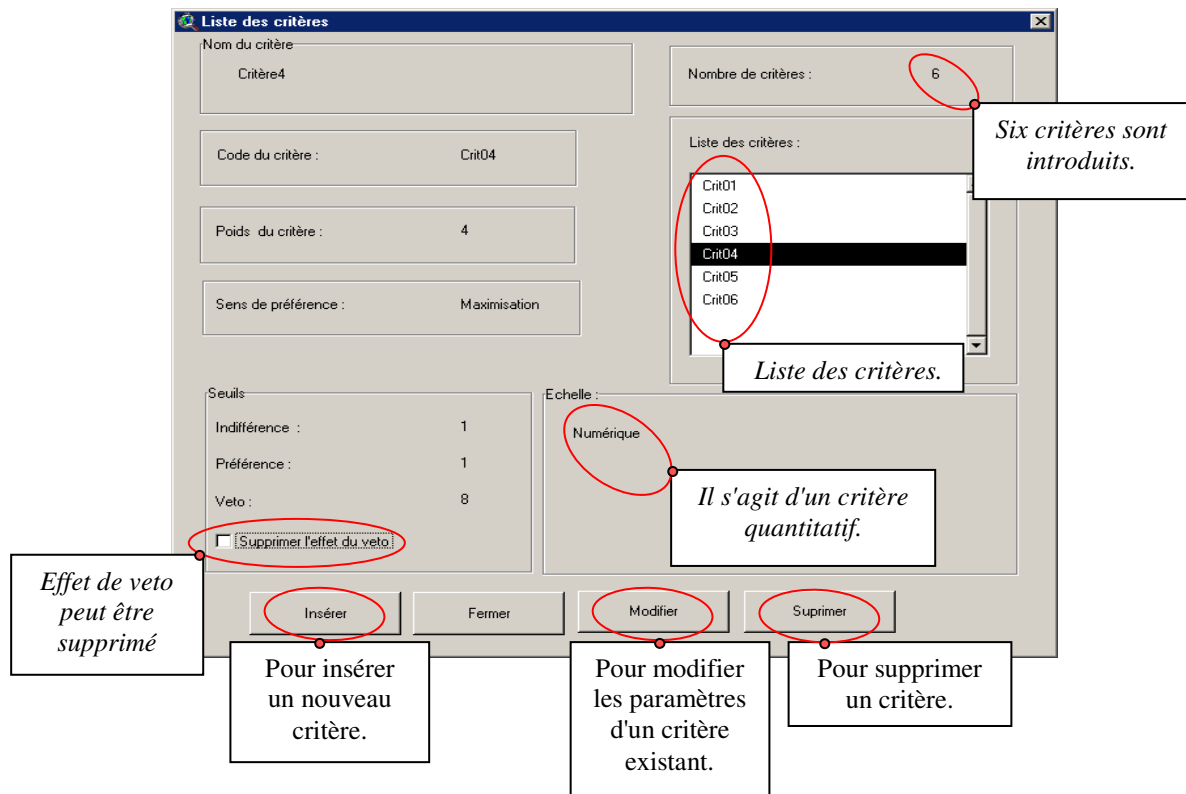 Liste des critères
Nom du critère
Critère4
Nombre de critères : 6
Six critères sont
introduits.
Code du critère : Crit04
Liste des critères :
Crit01
Crit02
Crit03
Crit04
Crit05
Crit06
Poids du critère : 4
Sens de préférence : Maximisation
Liste des critères.
Seuils
Indifférence : 1
Préférence : 1
Veto : 8
Supprimer l'effet du veto
Echelle :
Numérique
Il s'agit d'un critère
quantitatif.
Effet de veto
peut être
supprimé
Insérer
Fermer
Modifier
Suprimer
Pour insérer
un nouveau
critère.
Pour modifier
les paramètres
d'un critère
existant.
Pour supprimer
un critère.